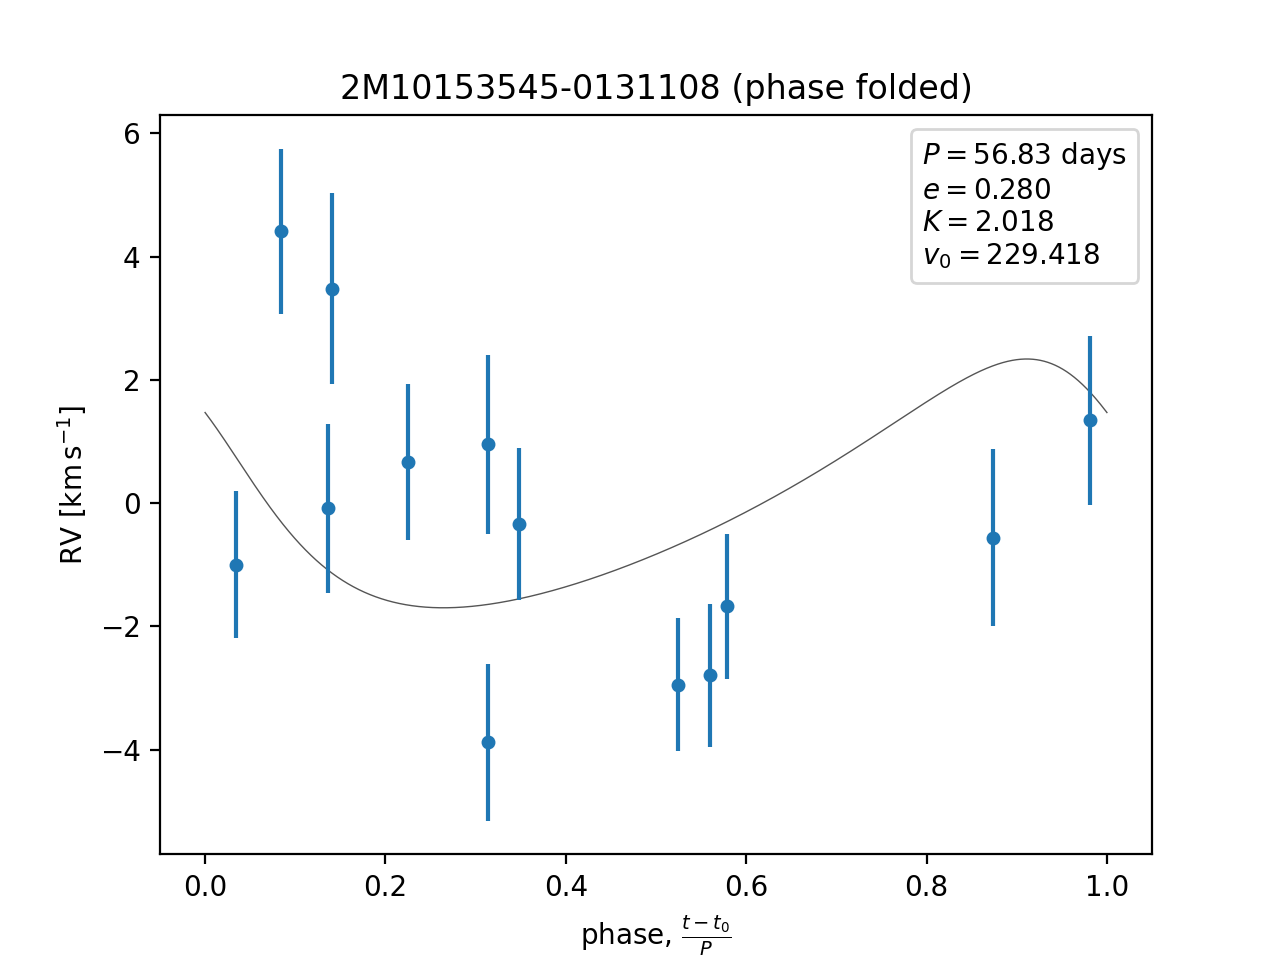 2M10153545-0131108 (phase folded)
P = 56.83 days
e = 0.280
K = 2.018
v₀ = 229.418
RV [km s⁻¹]
6
4
2
0
−2
−4
0.0 0.2 0.4 0.6 0.8 1.0
phase, (t − t₀)/P